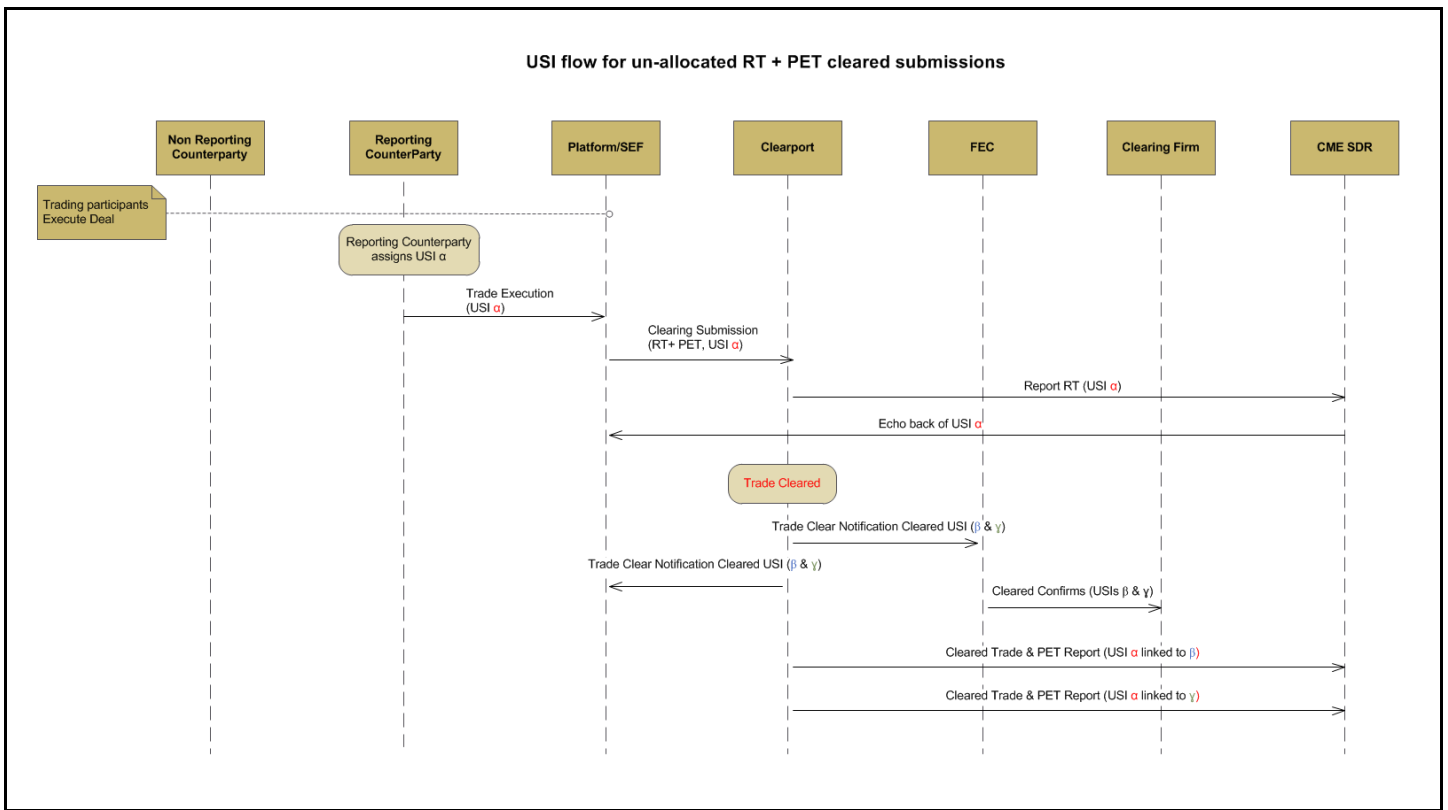 USI flow for un-allocated RT + PET cleared submissions
Non Reporting
Counterparty
Reporting
CounterParty
Platform/SEF
Clearport
FEC
Clearing Firm
CME SDR
Trading participants
Execute Deal
Reporting Counterparty
assigns USI α
Trade Execution
(USI α)
Clearing Submission
(RT+ PET, USI α)
Report RT (USI α)
Echo back of USI α
Trade Cleared
Trade Clear Notification Cleared USI (β & ɣ)
Trade Clear Notification Cleared USI (β & ɣ)
Cleared Confirms (USIs β & ɣ)
Cleared Trade & PET Report (USI α linked to β)
Cleared Trade & PET Report (USI α linked to ɣ)